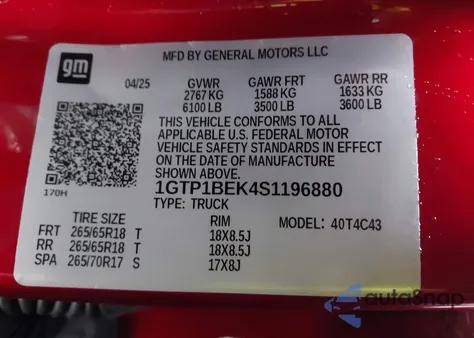 gm
MFD BY GENERAL MOTORS LLC
04/25 GVWR GAWR FRT GAWR RR
2767 KG 1588 KG 1633 KG
6100 LB 3500 LB 3600 LB
THIS VEHICLE CONFORMS TO ALL
APPLICABLE U.S. FEDERAL MOTOR
VEHICLE SAFETY STANDARDS IN EFFECT
ON THE DATE OF MANUFACTURE
SHOWN ABOVE.
170H
1GTP1BEK4S1196880
TYPE: TRUCK
TIRE SIZE RIM MODEL: 40T4C43
FRT 265/65R18 T 18X8.5J
RR 265/65R18 T 18X8.5J
SPA 265/70R17 S 17X8J
auta8nap